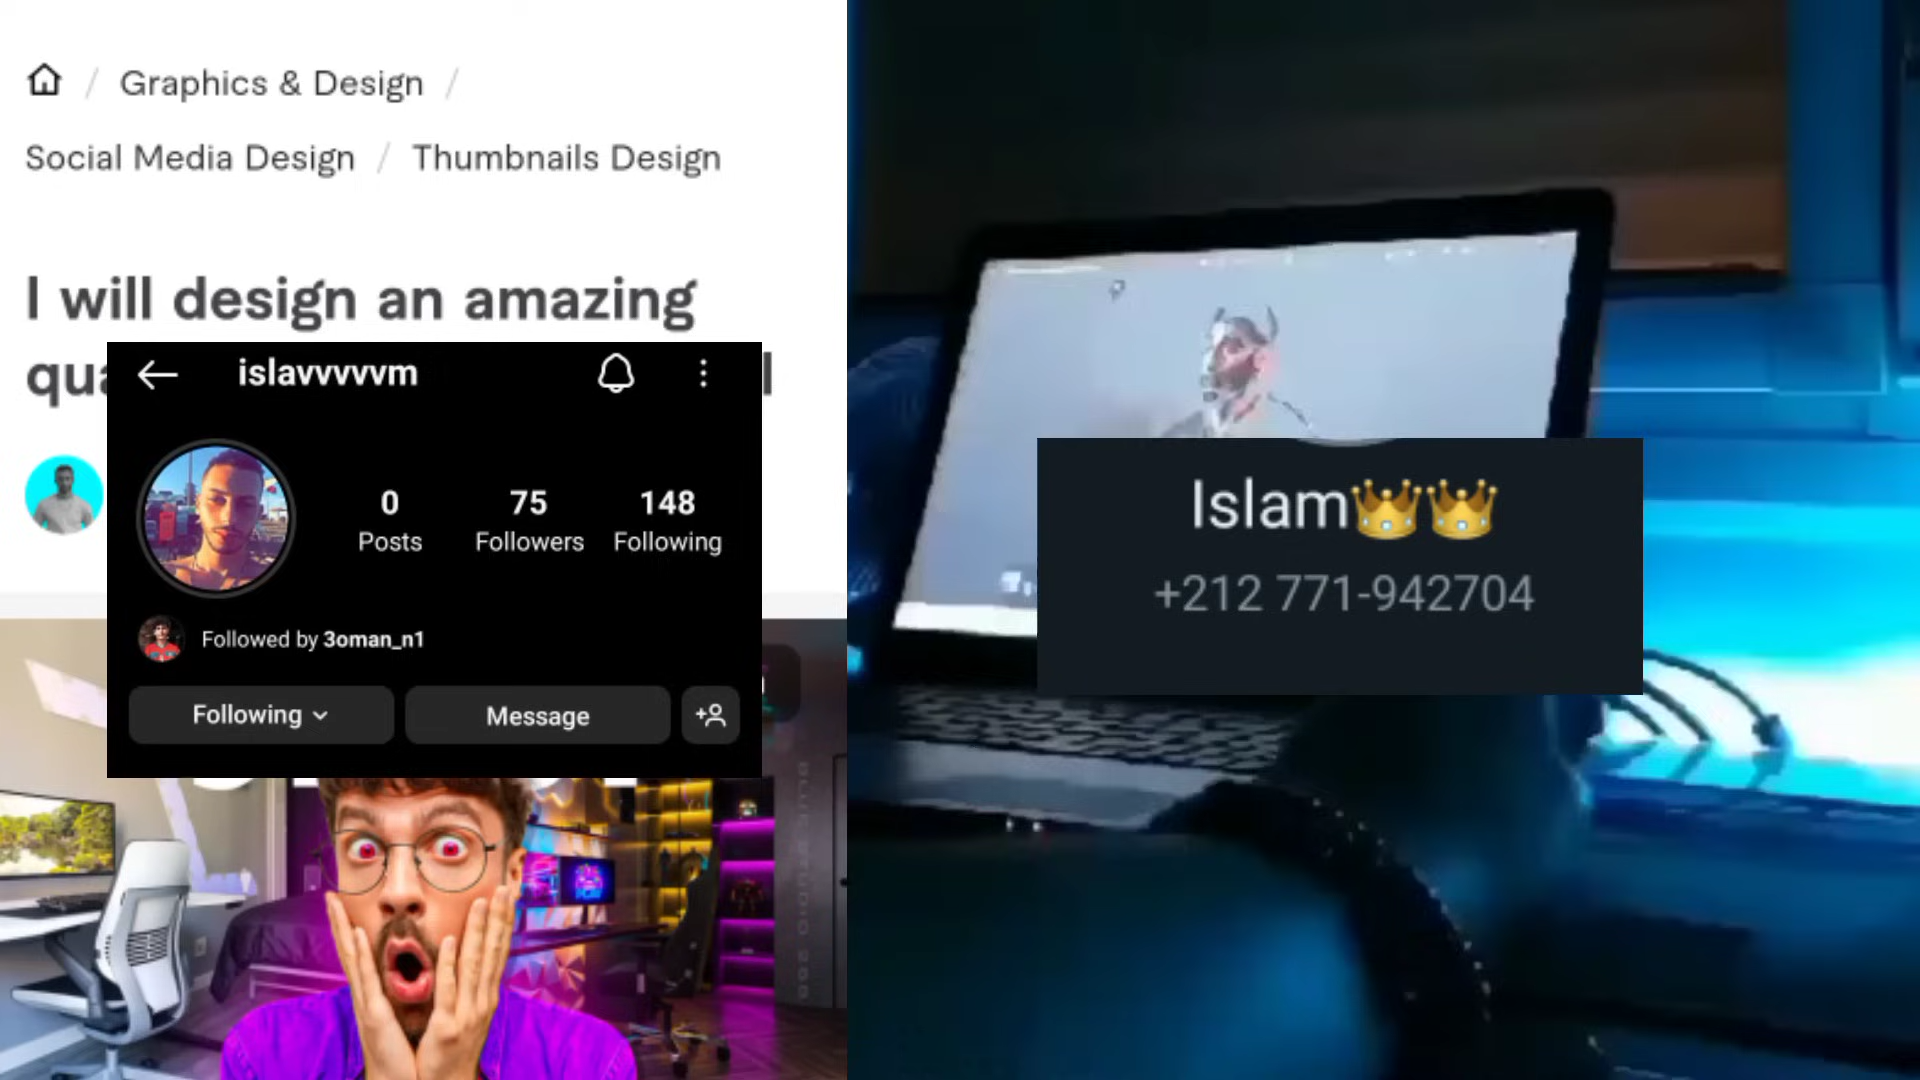 Graphics & Design /
Social Media Design / Thumbnails Design
I will design an amazing
islavvvvvm
0
Posts
75
Followers
148
Following
Followed by 3oman_n1
Following
Message
Islam👑👑
+212 771-942704